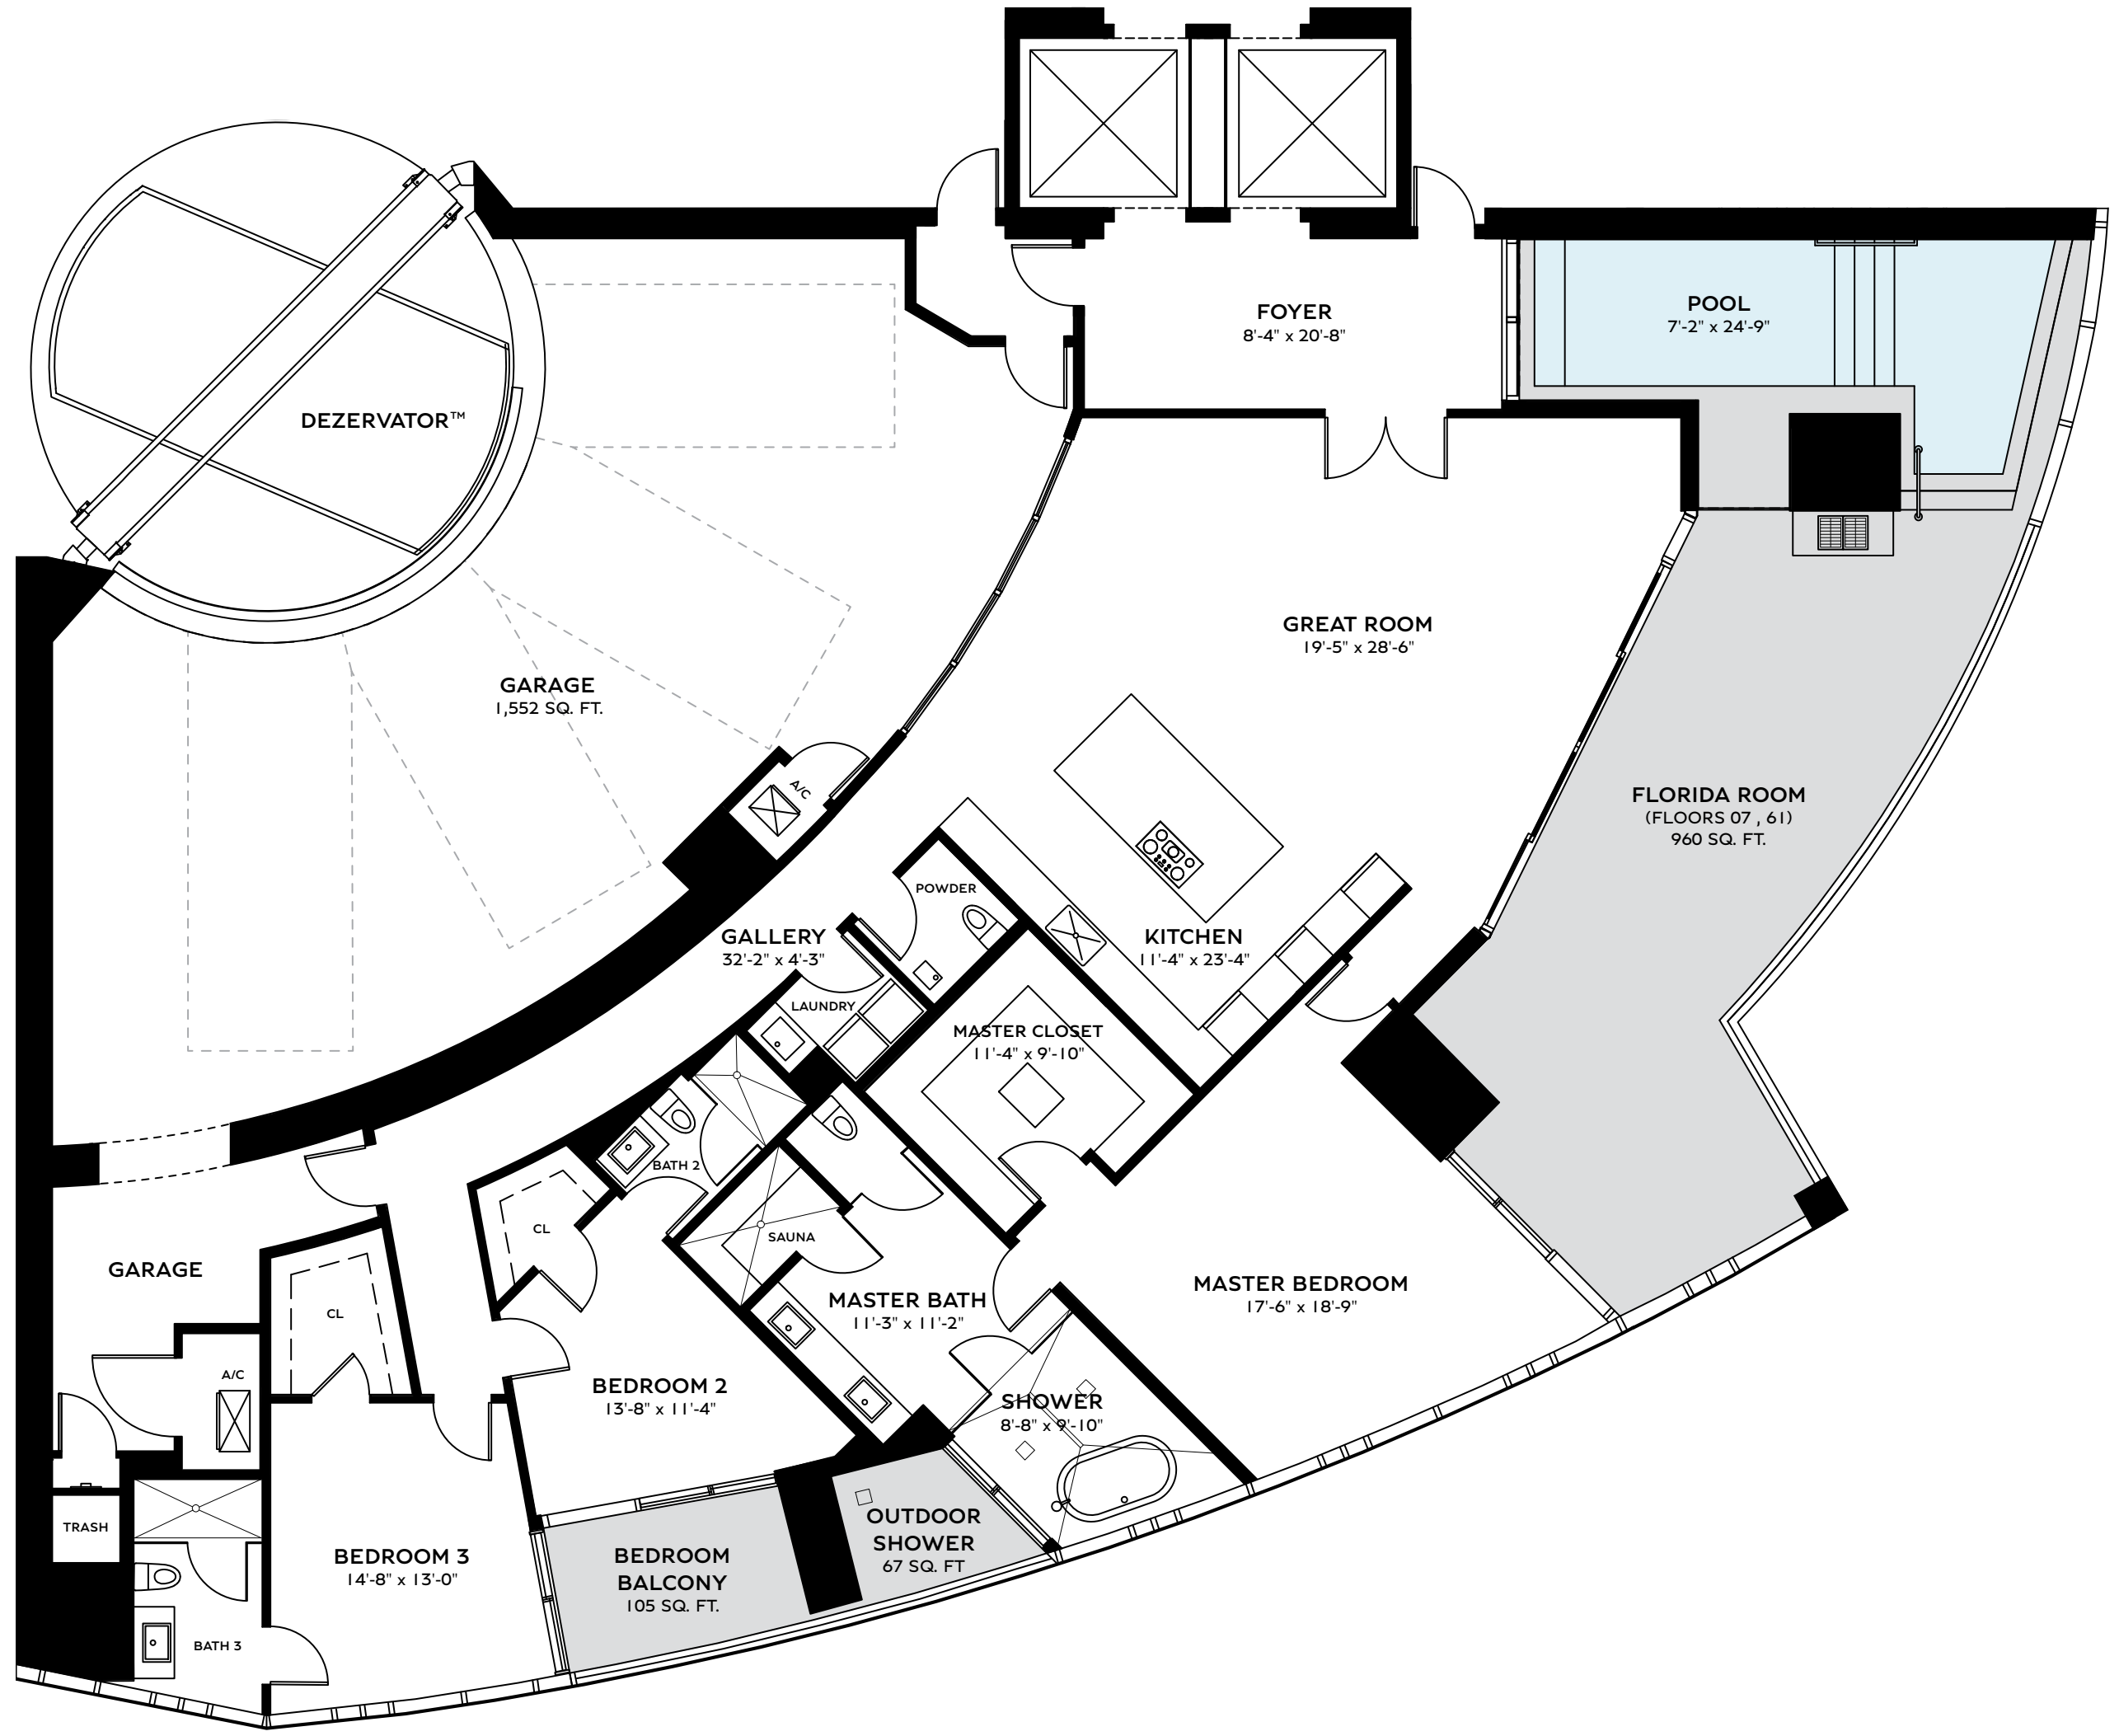 FOYER
8'-4" x 20'-8"
POOL
7'-2" x 24'-9"
DEZERVATOR™
GREAT ROOM
19'-5" x 28'-6"
GARAGE
1,552 SQ. FT.
A/C
FLORIDA ROOM
(FLOORS 07 , 61)
960 SQ. FT.
POWDER
GALLERY
32'-2" x 4'-3"
KITCHEN
11'-4" x 23'-4"
LAUNDRY
MASTER CLOSET
11'-4" x 9'-10"
BATH 2
CL
SAUNA
GARAGE
CL
MASTER BATH
11'-3" x 11'-2"
MASTER BEDROOM
17'-6" x 18'-9"
A/C
BEDROOM 2
13'-8" x 11'-4"
SHOWER
8'-8" x 9'-10"
TRASH
OUTDOOR
SHOWER
67 SQ. FT
BEDROOM 3
14'-8" x 13'-0"
BEDROOM
BALCONY
105 SQ. FT.
BATH 3